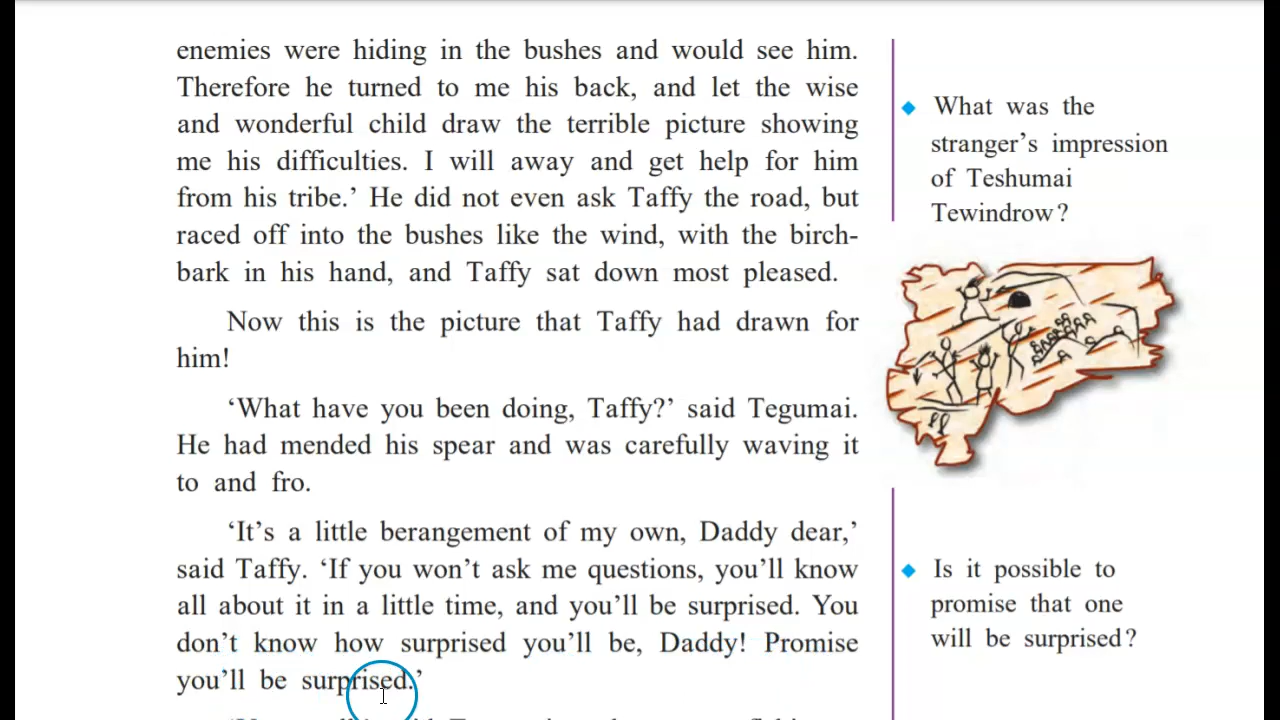 enemies were hiding in the bushes and would see him.
Therefore he turned to me his back, and let the wise
and wonderful child draw the terrible picture showing
me his difficulties. I will away and get help for him
from his tribe.’ He did not even ask Taffy the road, but
raced off into the bushes like the wind, with the birch-
bark in his hand, and Taffy sat down most pleased.
Now this is the picture that Taffy had drawn for
him!
‘What have you been doing, Taffy?’ said Tegumai.
He had mended his spear and was carefully waving it
to and fro.
‘It’s a little berangement of my own, Daddy dear,’
said Taffy. ‘If you won’t ask me questions, you’ll know
all about it in a little time, and you’ll be surprised. You
don’t know how surprised you’ll be, Daddy! Promise
you’ll be surprised.’
What was the
stranger’s impression
of Teshumai
Tewindrow?
Is it possible to
promise that one
will be surprised?